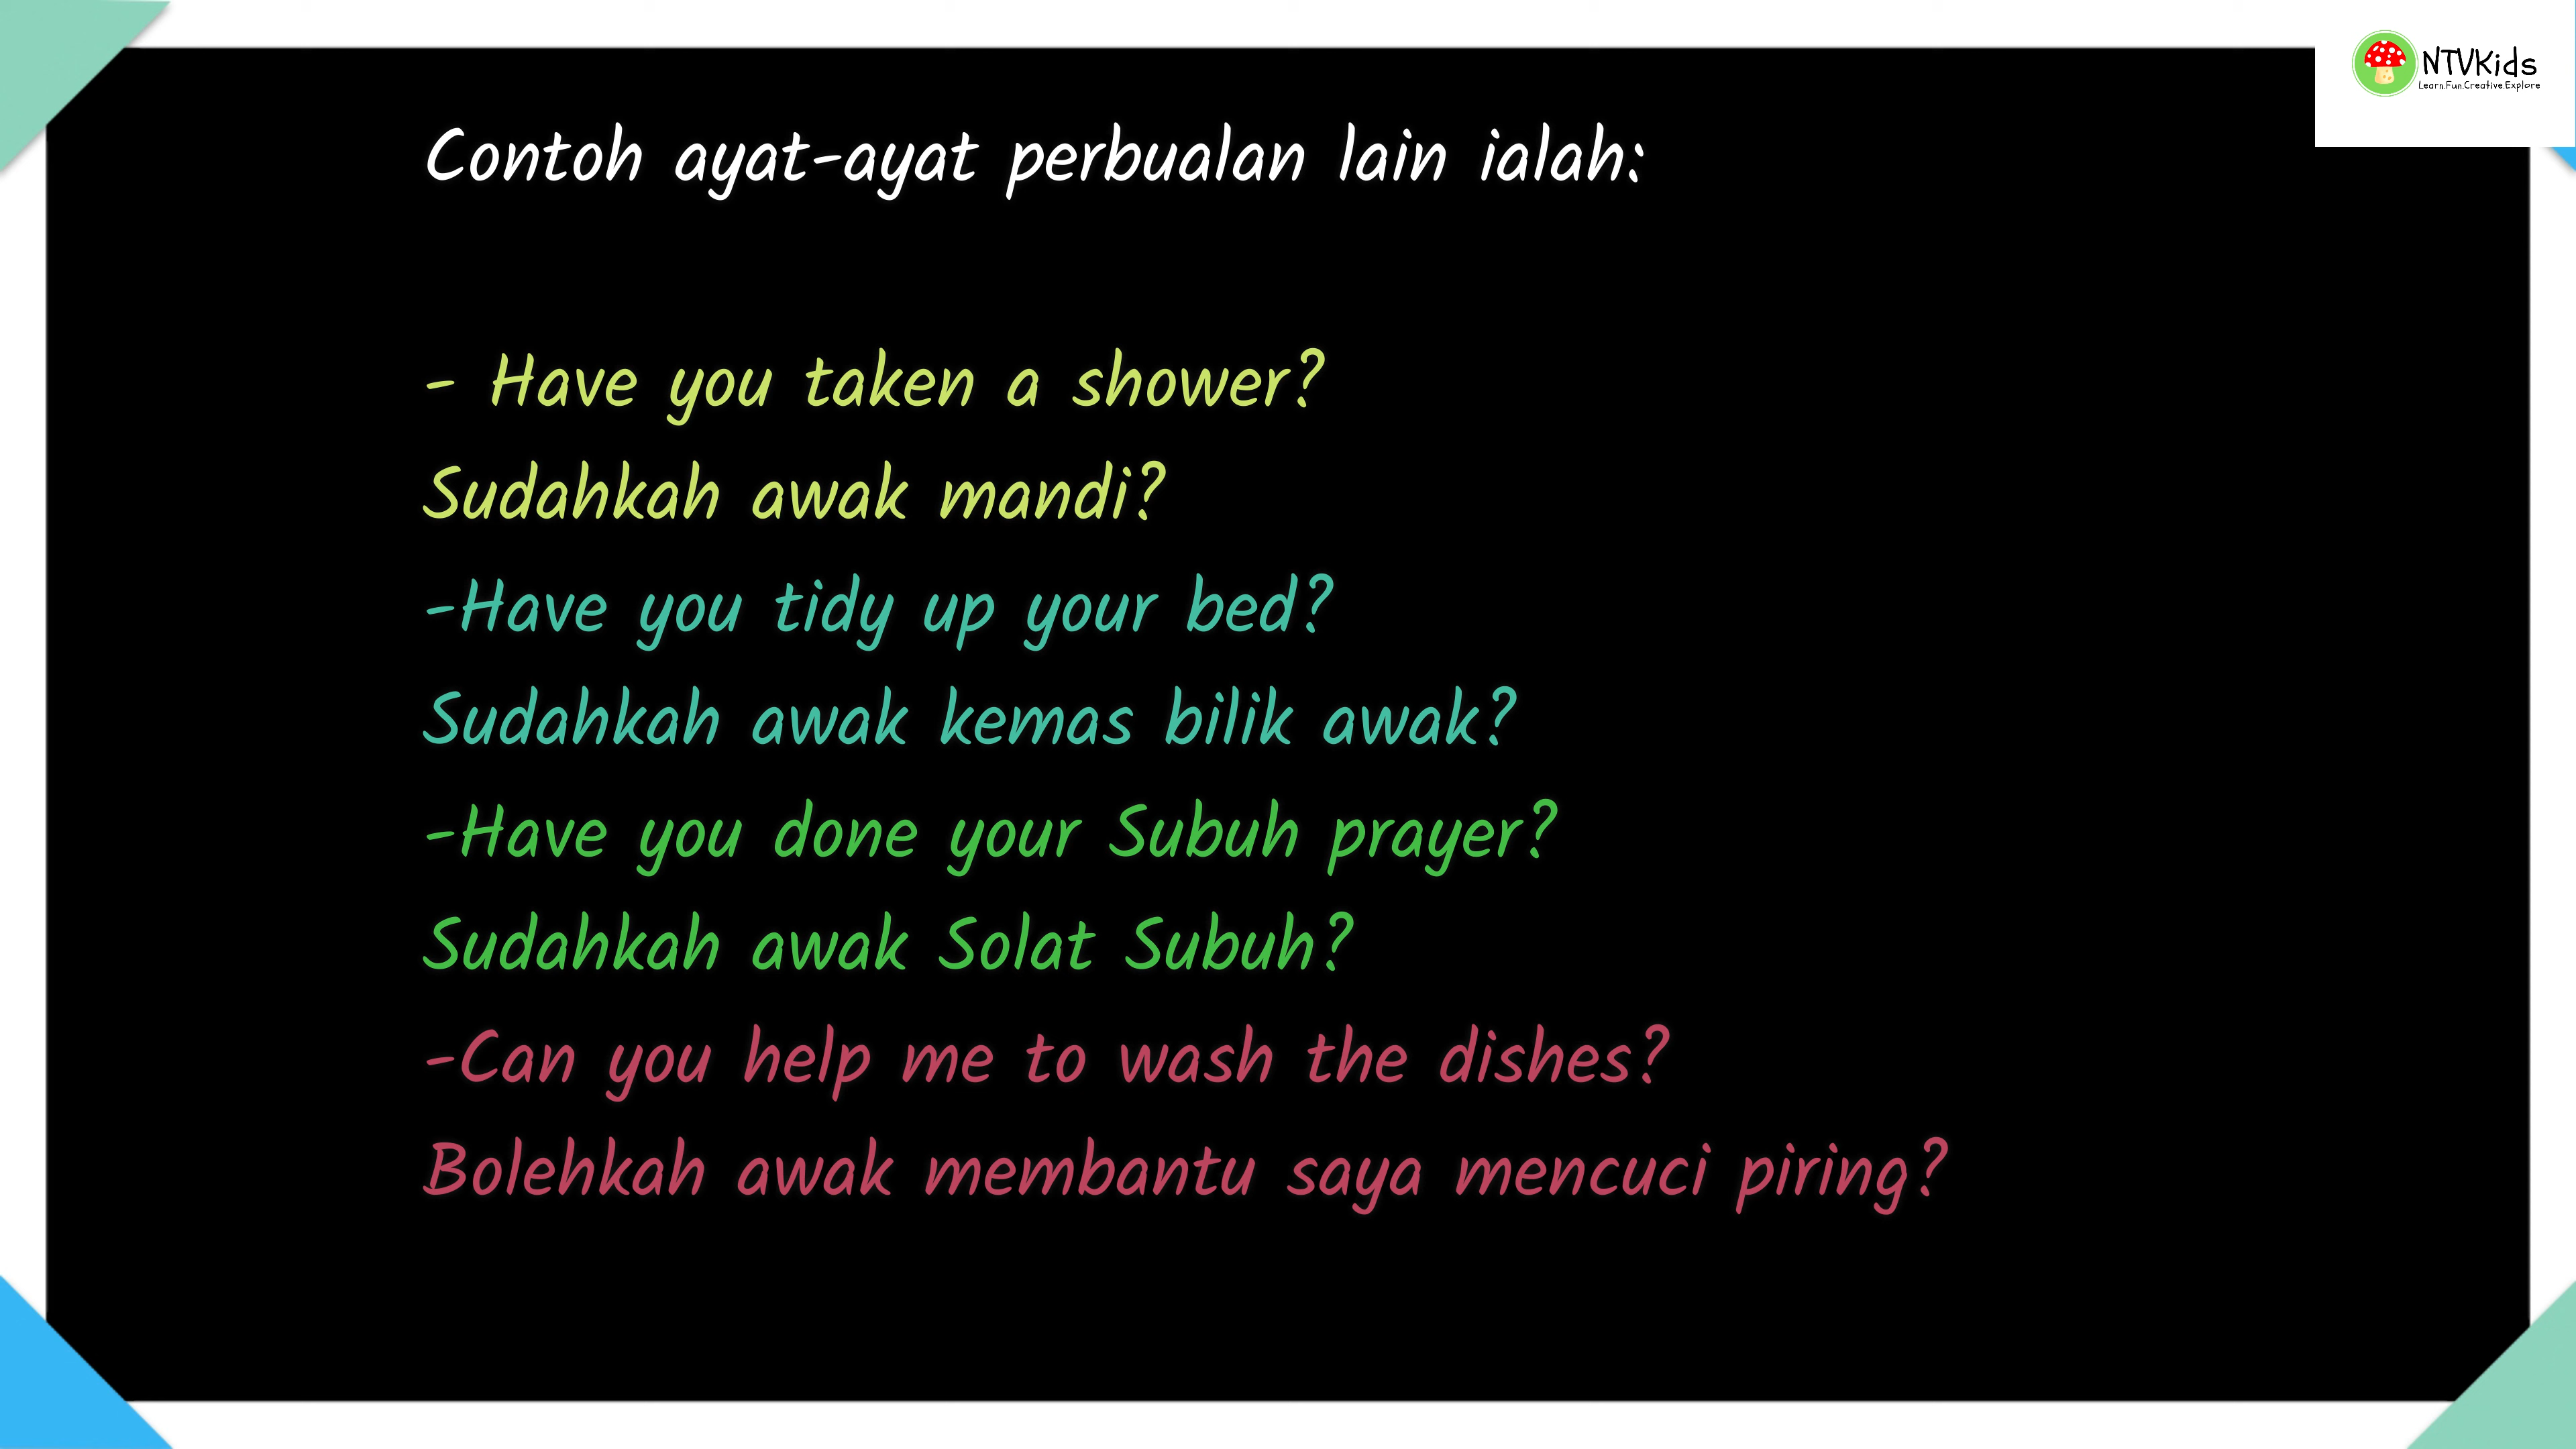 NTVKids
Learn.Fun.Creative.Explore
Contoh ayat-ayat perbualan lain ialah:
- Have you taken a shower?
Sudahkah awak mandi?
-Have you tidy up your bed?
Sudahkah awak kemas bilik awak?
-Have you done your Subuh prayer?
Sudahkah awak Solat Subuh?
-Can you help me to wash the dishes?
Bolehkah awak membantu saya mencuci piring?